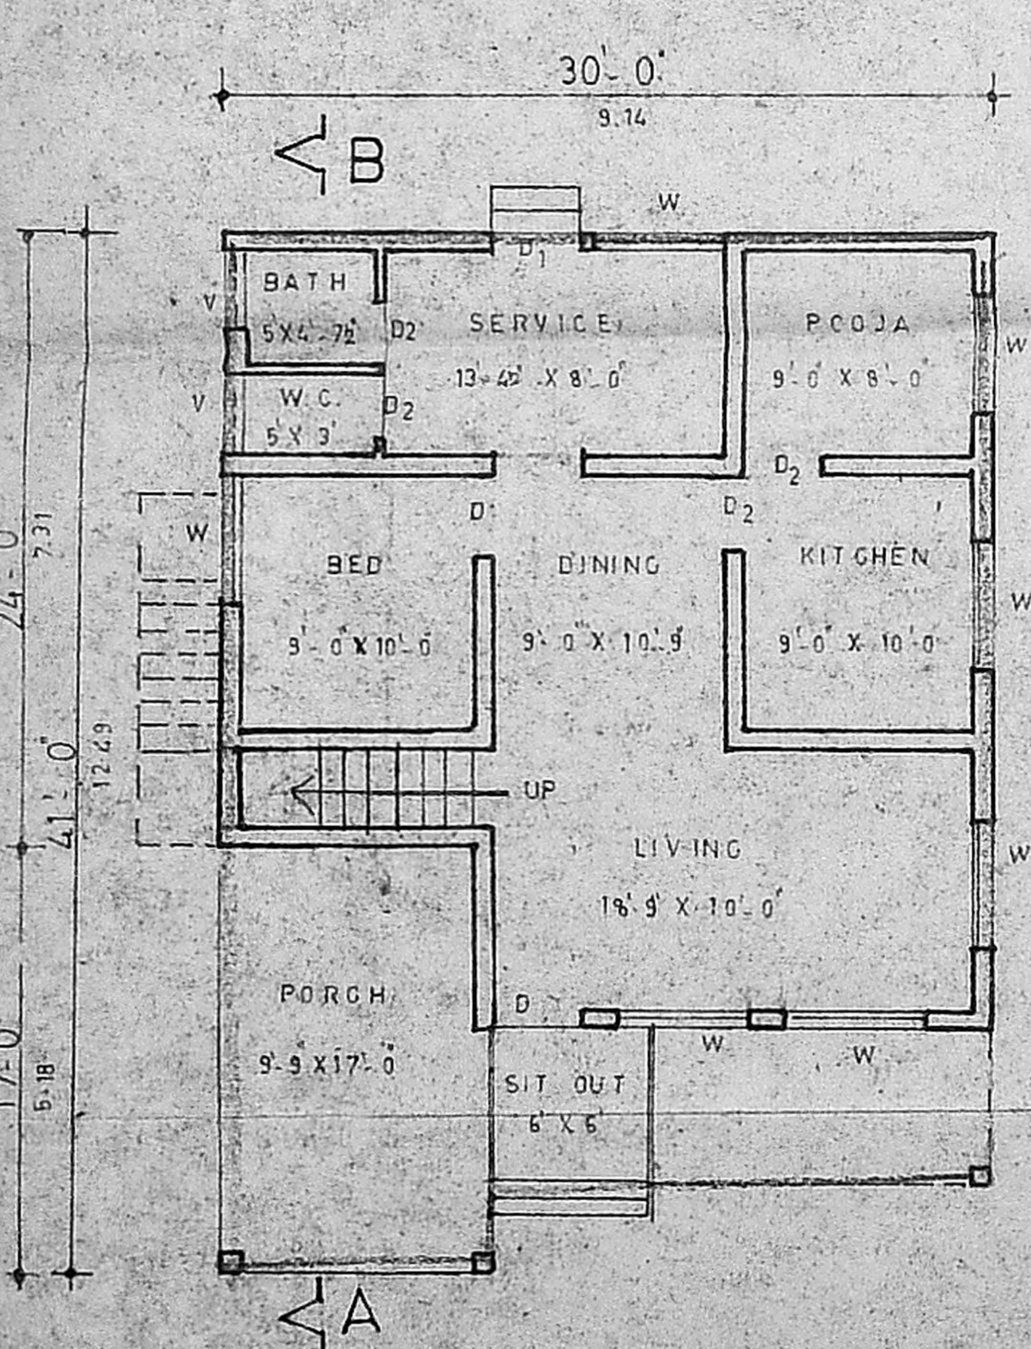 30'-0"
9.14
B
W
D1
BATH
5'X4'-7½"
V
D2
SERVICE
13'-4½" X 8'-0"
POOJA
9'-0" X 8'-0"
W
V
W.C.
5'X 3'
D2
D2
D
D2
W
BED
9'-0" X 10'-0"
DINING
9'-0" X 10'-9"
KITCHEN
9'-0" X 10'-0"
W
24'-0"
7.31
41'-0"
12.49
UP
LIVING
18'-9" X 10'-0"
W
PORCH
9'-9" X 17'-0"
D
W
W
SIT OUT
6' X 6'
17'-0"
5.18
A